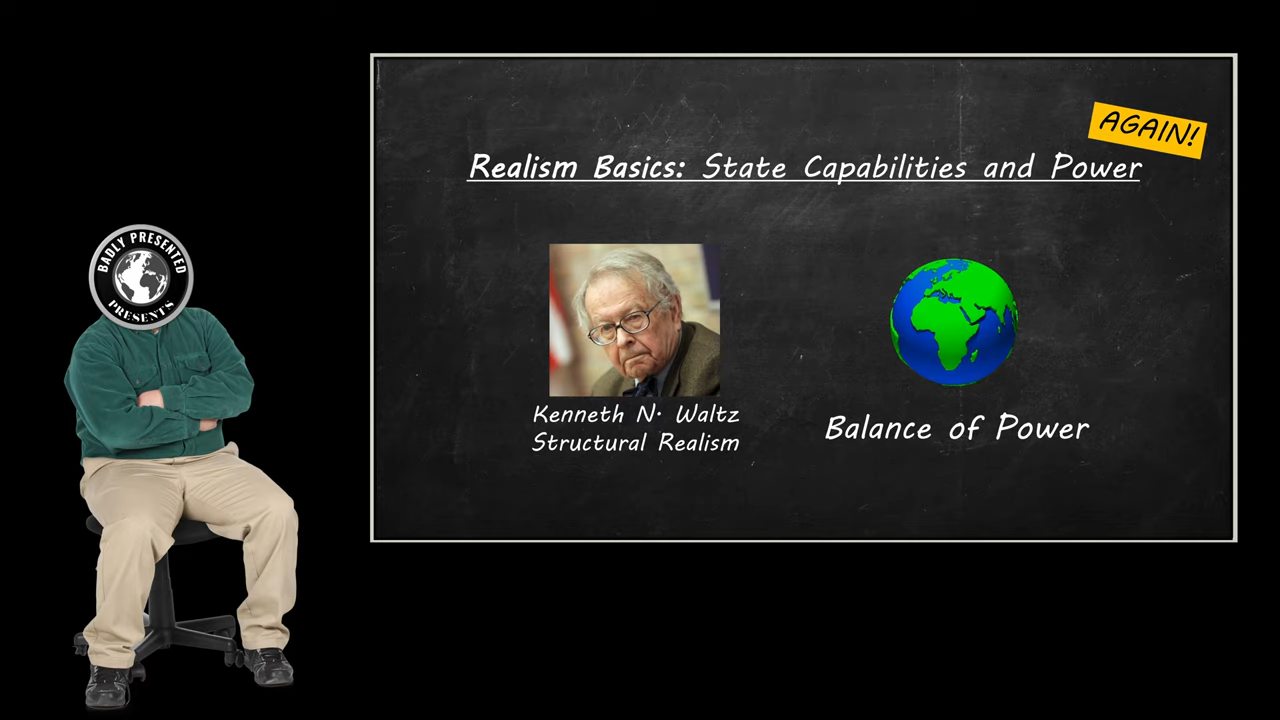 AGAIN!
Realism Basics: State Capabilities and Power
BADLY PRESENTED
PRESENTS
Kenneth N. Waltz
Structural Realism
Balance of Power